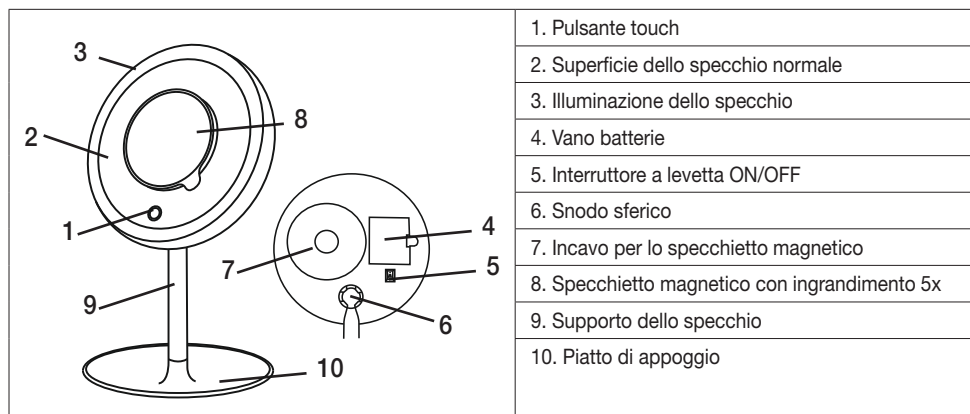 3
2
8
1
7
4
5
9
6
10
1. Pulsante touch
2. Superficie dello specchio normale
3. Illuminazione dello specchio
4. Vano batterie
5. Interruttore a levetta ON/OFF
6. Snodo sferico
7. Incavo per lo specchietto magnetico
8. Specchietto magnetico con ingrandimento 5x
9. Supporto dello specchio
10. Piatto di appoggio